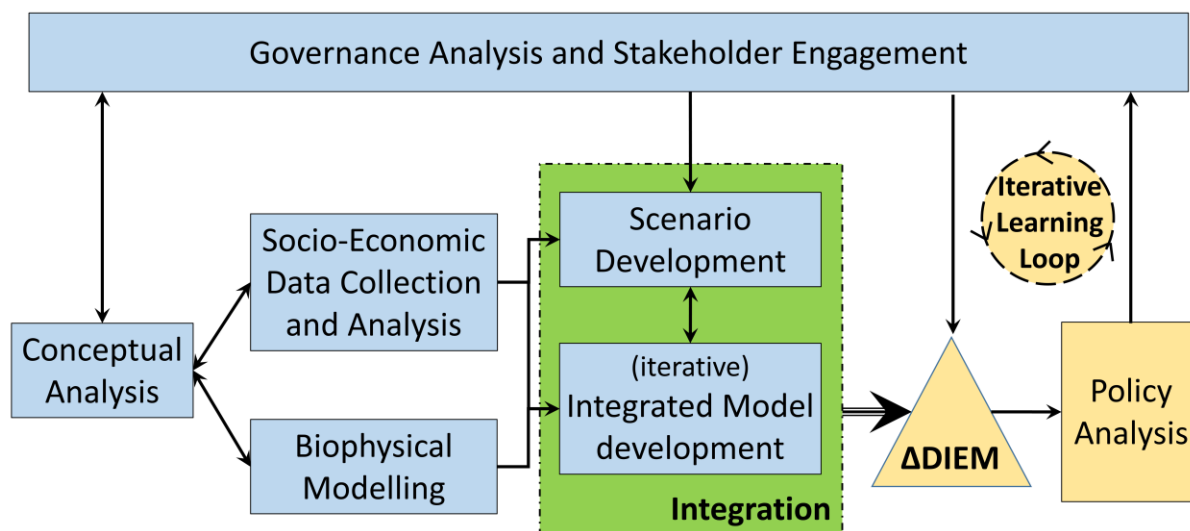 Governance Analysis and Stakeholder Engagement
Conceptual
Analysis
Socio-Economic
Data Collection
and Analysis
Biophysical
Modelling
Scenario
Development
(iterative)
Integrated Model
development
Integration
ΔDIEM
Iterative
Learning
Loop
Policy
Analysis